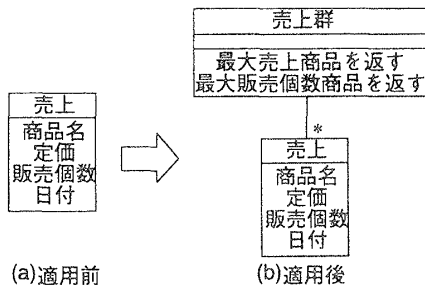 売上群
最大売上商品を返す
最大販売個数商品を返す
*
売上
商品名
定価
販売個数
日付
売上
商品名
定価
販売個数
日付
(a)適用前
(b)適用後